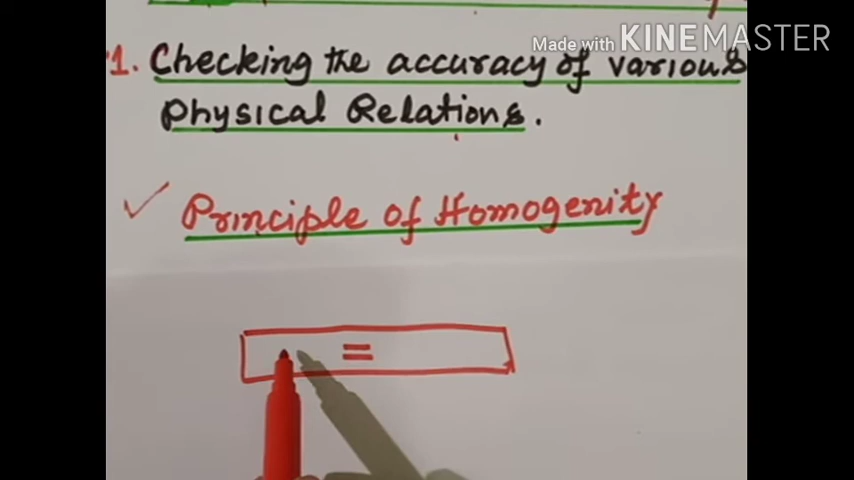 Made with KINEMASTER
1. Checking the accuracy of various
Physical Relations.
Principle of Homogenity
=